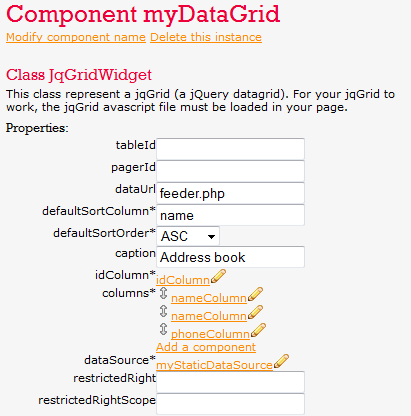 Component myDataGrid
Modify component name Delete this instance
Class JqGridWidget
This class represent a jqGrid (a jQuery datagrid). For your jqGrid to
work, the jqGrid avascript file must be loaded in your page.
Properties:
tableId
pagerId
dataUrl feeder.php
defaultSortColumn* name
defaultSortOrder* ASC
caption Address book
idColumn* idColumn
columns* nameColumn
nameColumn
phoneColumn
Add a component
dataSource* myStaticDataSource
restrictedRight
restrictedRightScope